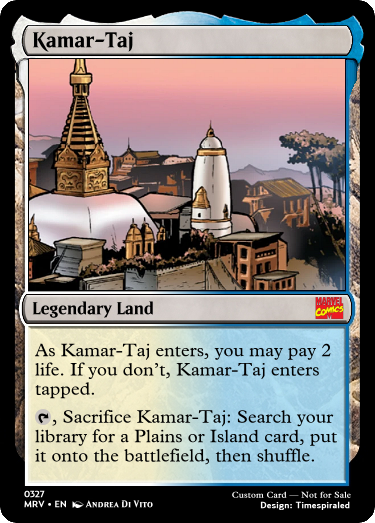 Kamar-Taj
Legendary Land
MARVEL
COMICS
As Kamar-Taj enters, you may pay 2
life. If you don't, Kamar-Taj enters
tapped.
, Sacrifice Kamar-Taj: Search your
library for a Plains or Island card, put
it onto the battlefield, then shuffle.
0327
MRV • EN Andrea Di Vito
Custom Card — Not for Sale
Design: Timespiraled